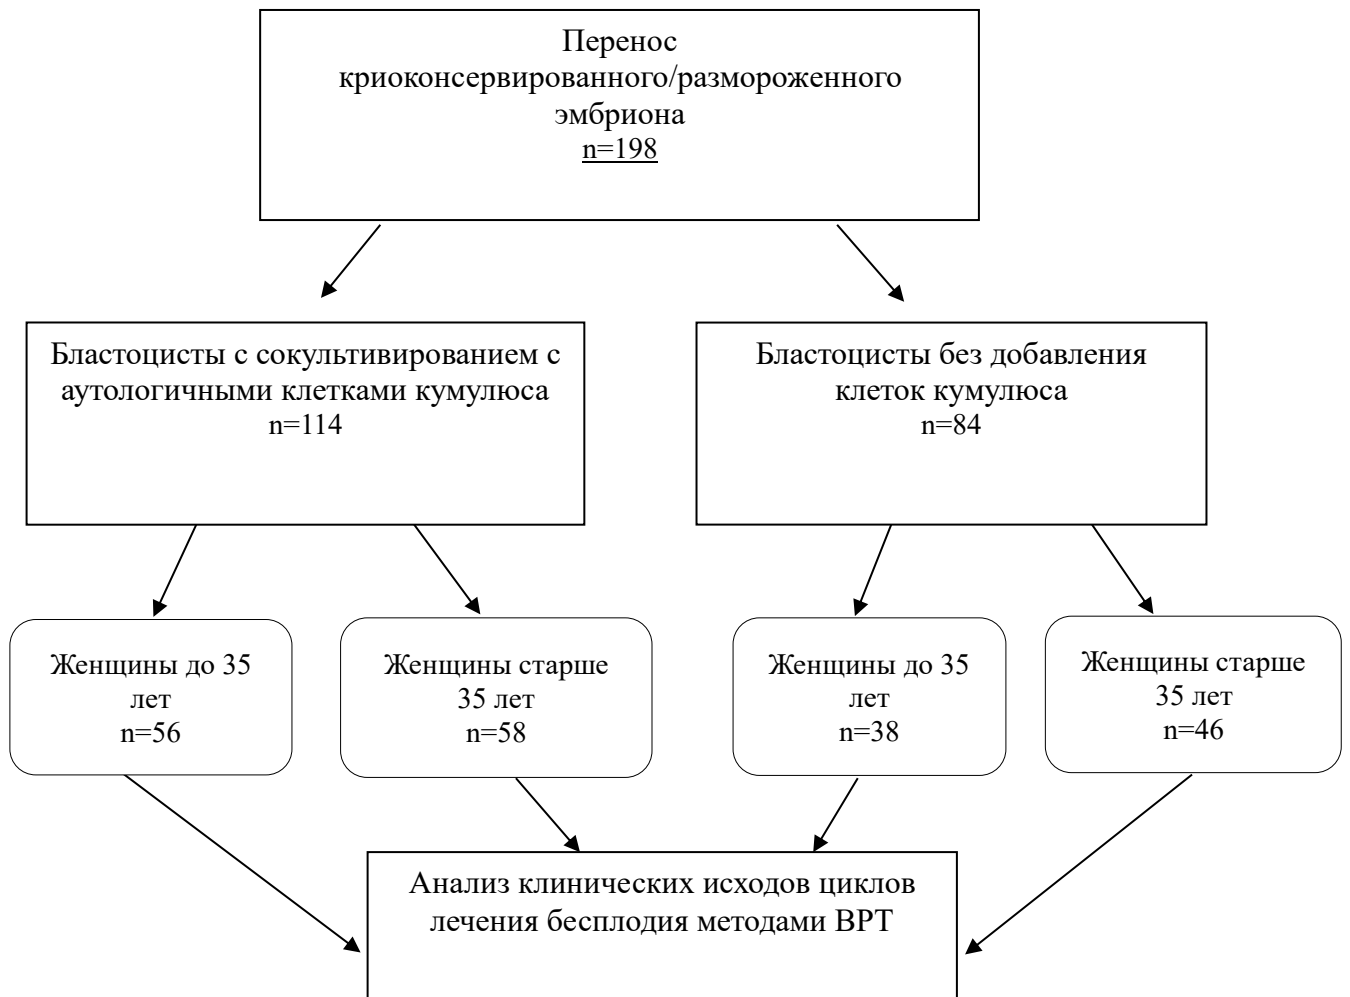 Перенос
криоконсервированного/размороженного
эмбриона
n=198
Бластоцисты с сокультивированием с
аутологичными клетками кумулюса
n=114
Бластоцисты без добавления
клеток кумулюса
n=84
Женщины до 35
лет
n=56
Женщины старше
35 лет
n=58
Женщины до 35
лет
n=38
Женщины старше
35 лет
n=46
Анализ клинических исходов циклов
лечения бесплодия методами ВРТ